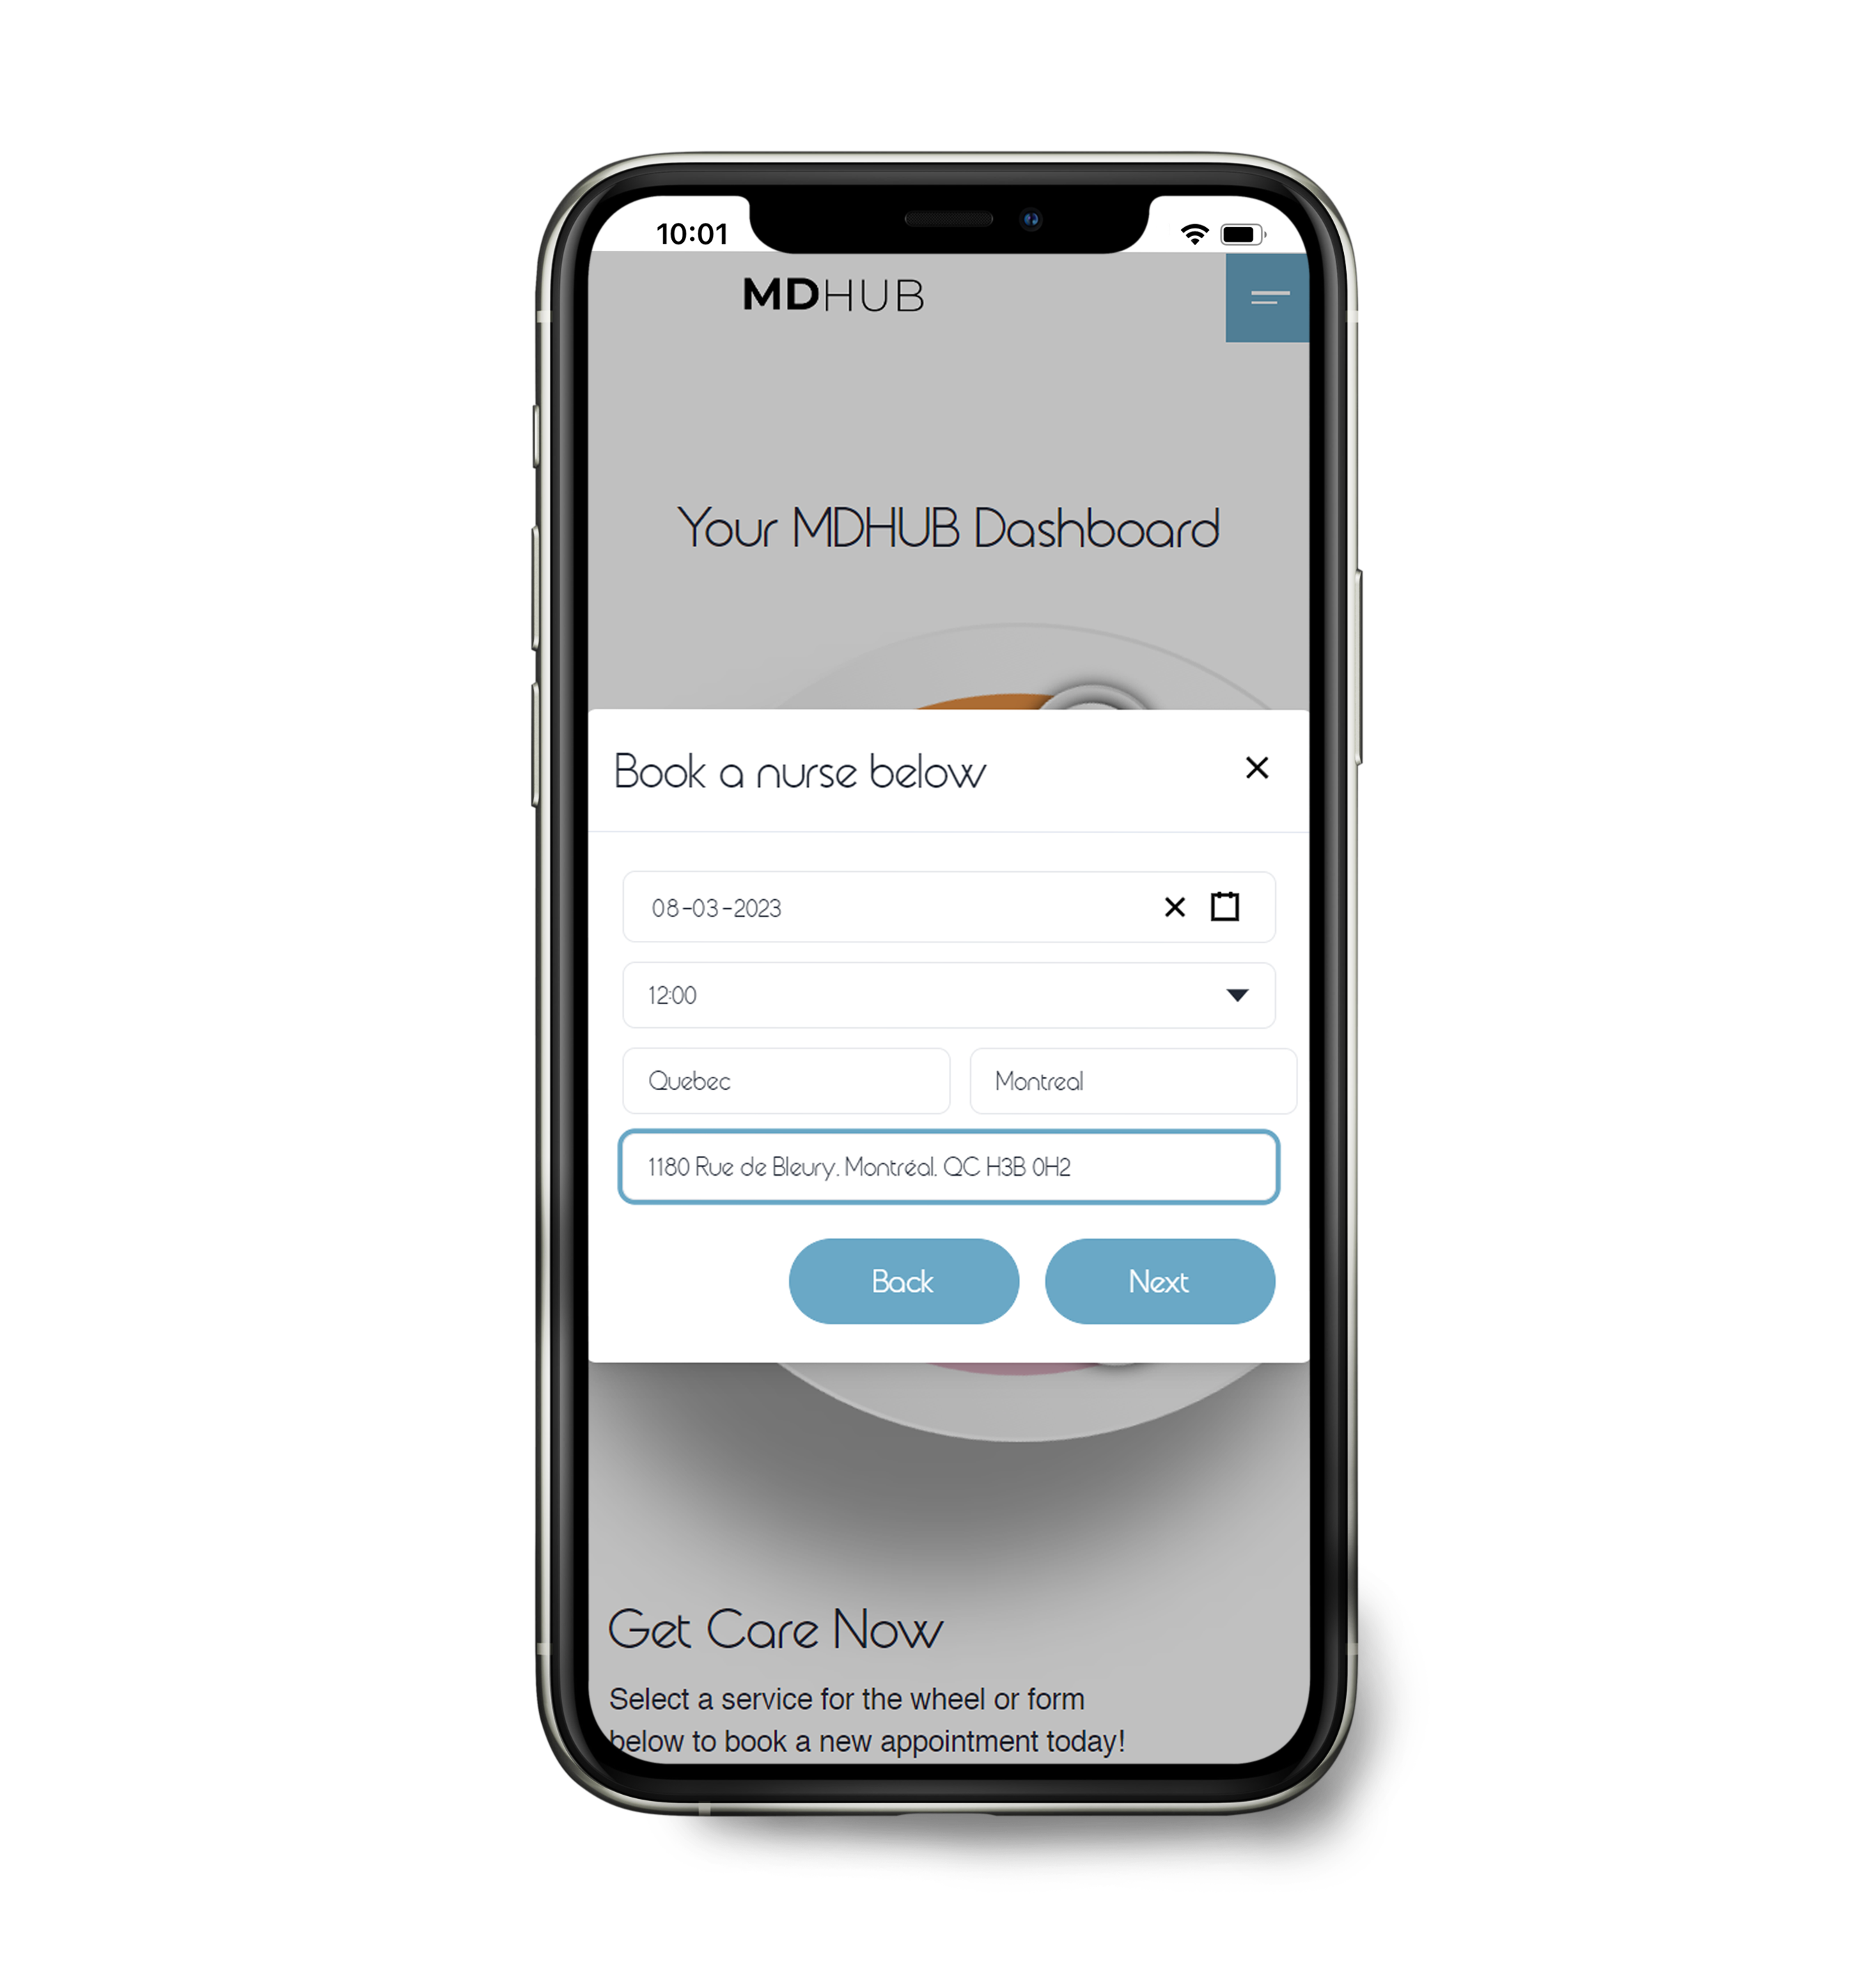 10:01
MDHUB
Your MDHUB Dashboard
Book a nurse below
08-03-2023
12:00
Quebec
Montreal
1180 Rue de Bleury, Montréal, QC H3B 0H2
Back
Next
Get Care Now
Select a service for the wheel or form
below to book a new appointment today!